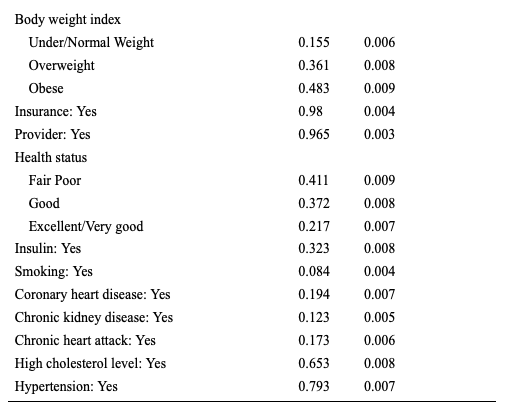 Body weight index
Under/Normal Weight 0.155 0.006
Overweight 0.361 0.008
Obese 0.483 0.009
Insurance: Yes 0.98 0.004
Provider: Yes 0.965 0.003
Health status
Fair Poor 0.411 0.009
Good 0.372 0.008
Excellent/Very good 0.217 0.007
Insulin: Yes 0.323 0.008
Smoking: Yes 0.084 0.004
Coronary heart disease: Yes 0.194 0.007
Chronic kidney disease: Yes 0.123 0.005
Chronic heart attack: Yes 0.173 0.006
High cholesterol level: Yes 0.653 0.008
Hypertension: Yes 0.793 0.007